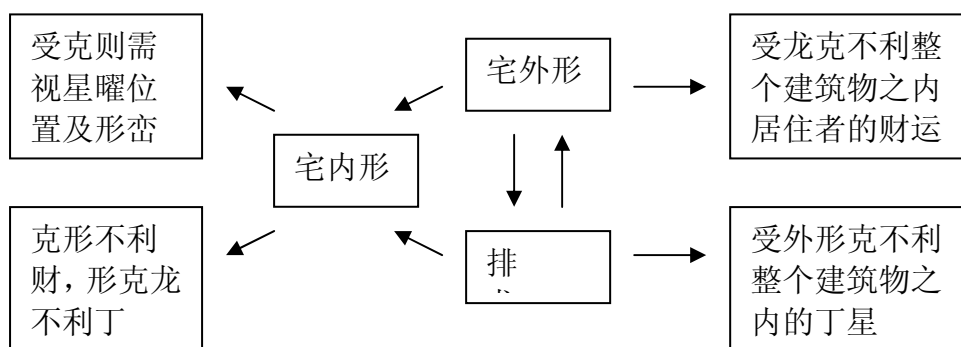 受克则需
视星曜位
置及形峦
宅外形
受龙克不利整
个建筑物之内
居住者的财运
宅内形
克形不利
财，形克龙
不利丁
排
受外形克不利
整个建筑物之
内的丁星